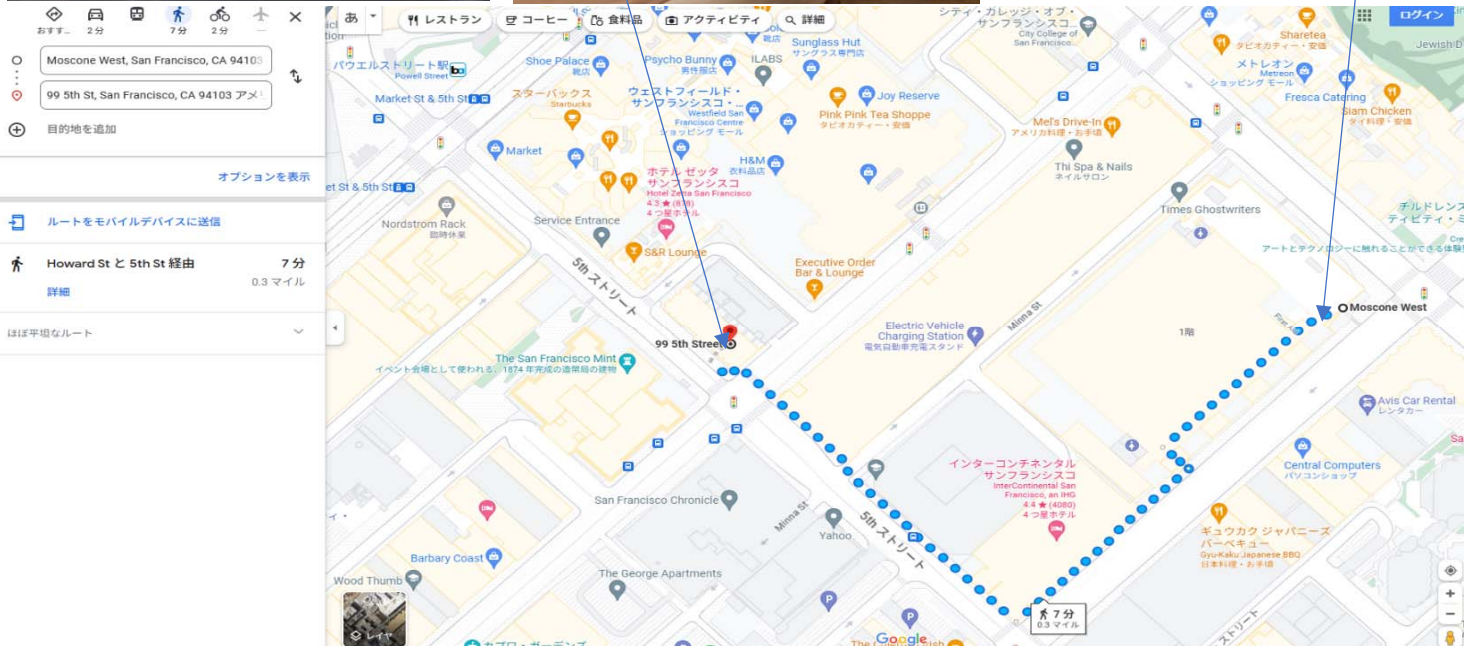 おすす…
2 分
7 分
2 分
Moscone West, San Francisco, CA 94103
99 5th St, San Francisco, CA 94103 アメ
目的地を追加
オプションを表示
ルートをモバイルデバイスに送信
Howard St と 5th St 経由
7 分
0.3 マイル
詳細
ほぼ平坦なルート
あ
レストラン
コーヒー
食料品
アクティビティ
詳細
ログイン
パウエルストリート駅
Powell Street
ba
Market St & 5th St
Shoe Palace
靴店
Psycho Bunny
男性服店
ILABS
靴店
Sunglass Hut
サングラス専門店
シティ・カレッジ・オブ・
サンフランシスコ…
City College of
San Francisco…
Sharetea
タピオカティー・安価
Jewish
メトレオン
Metreon
ショッピング モール
Fresca Catering
Siam Chicken
タイ料理・安価
スターバックス
Starbucks
ウェストフィールド・
サンフランシスコ・…
Westfield San
Francisco Centre
ショッピング モール
Joy Reserve
Pink Pink Tea Shoppe
タピオカティー・安価
Mel's Drive-In
アメリカ料理・お手頃
Market
H&M
衣料品店
Thi Spa & Nails
ネイルサロン
et St & 5th St
ホテル ゼッタ
サンフランシスコ
Hotel Zetta San Francisco
4.3 ★
4 つ星ホテル
Nordstrom Rack
臨時休業
Service Entrance
Times Ghostwriters
チルドレンズ
ティビティ・ミ
アートとテクノロジーに触れることができる体験
S&R Lounge
Executive Order
Bar & Lounge
5th ストリート
Minna St
Moscone West
1階
Electric Vehicle
Charging Station
電気自動車充電スタンド
99 5th Street
The San Francisco Mint
イベント会場として使われる、1874 年完成の造幣局の建物
Avis Car Rental
レンタカー
Sa
Central Computers
パソコンショップ
インターコンチネンタル
サンフランシスコ
InterContinental San
Francisco, an IHG
4.4 ★ (4080)
4 つ星ホテル
San Francisco Chronicle
Minna St
Yahoo
5th ストリート
ギュウカク ジャパニーズ
バーベキュー
Gyu-Kaku Japanese BBQ
日本料理・お手頃
Barbary Coast
Wood Thumb
The George Apartments
P
P
7 分
0.3 マイル
レイヤ
Google
ストリート